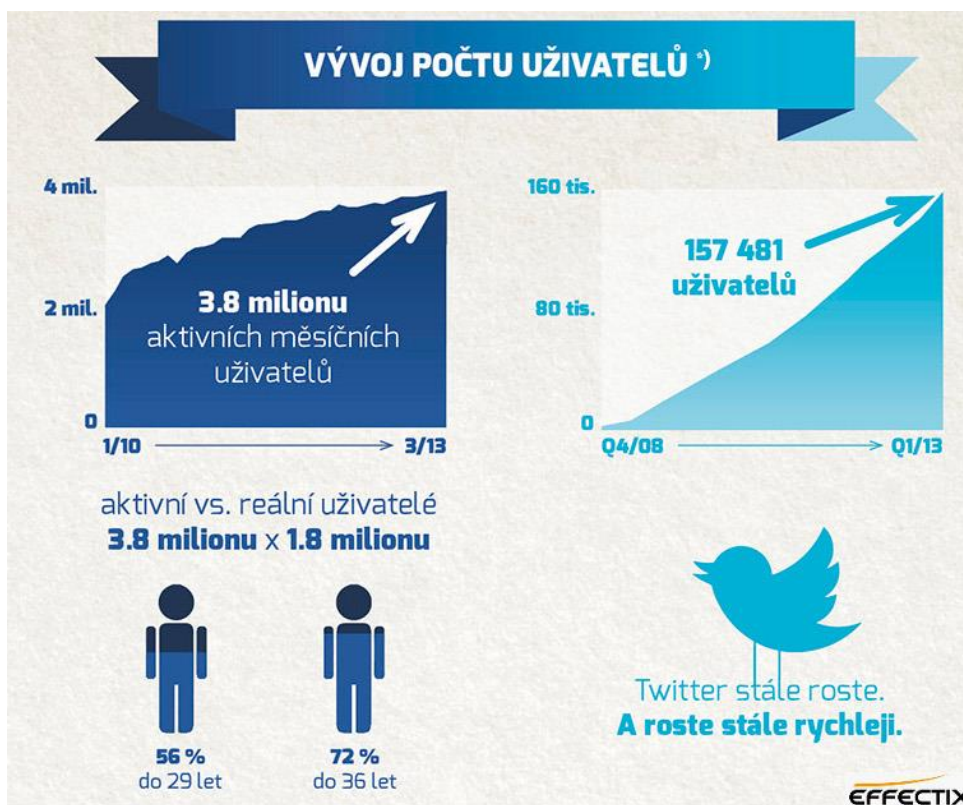 VÝVOJ POČTU UŽIVATELŮ *)
4 mil.
2 mil.
0
1/10
3/13
3.8 milionu
aktivních měsíčních
uživatelů
aktivní vs. reální uživatelé
3.8 milionu x 1.8 milionu
56 %
do 29 let
72 %
do 36 let
160 tis.
80 tis.
0
Q4/08
Q1/13
157 481
uživatelů
Twitter stále roste.
A roste stále rychleji.
EFFECTIX